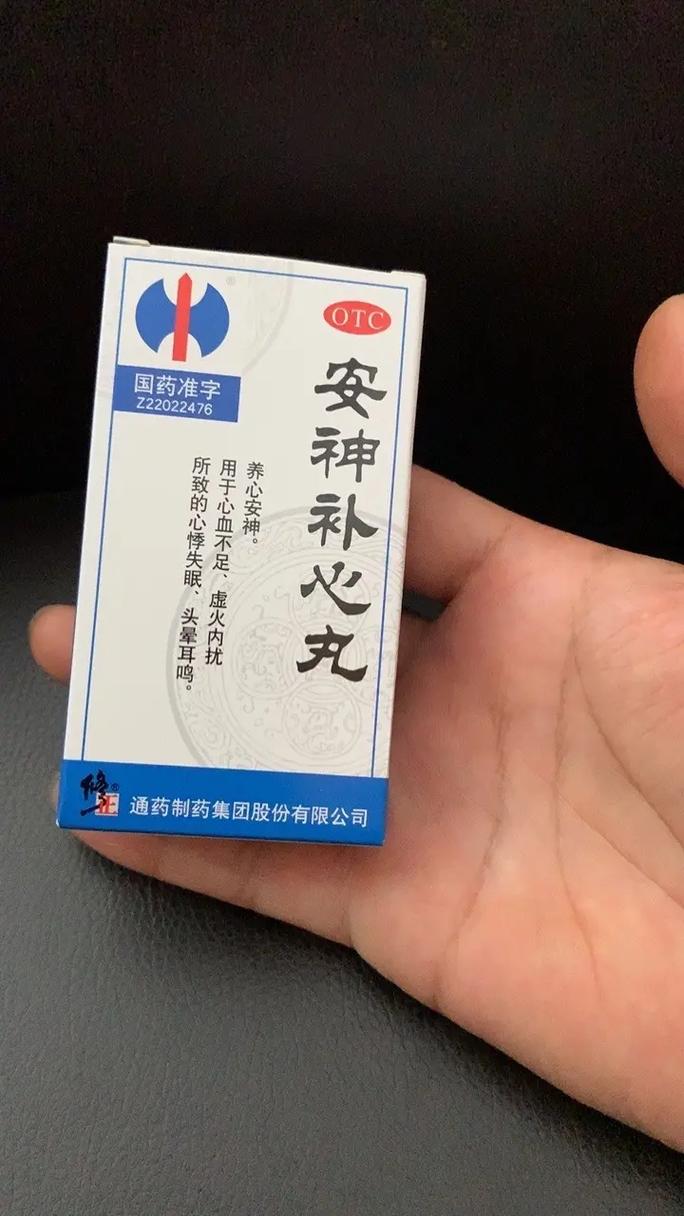 OTC
国药准字
Z22022476
安神补心丸
养心安神。
用于心血不足、虚火内扰
所致的心悸失眠、头晕耳鸣。
修正®
通药制药集团股份有限公司